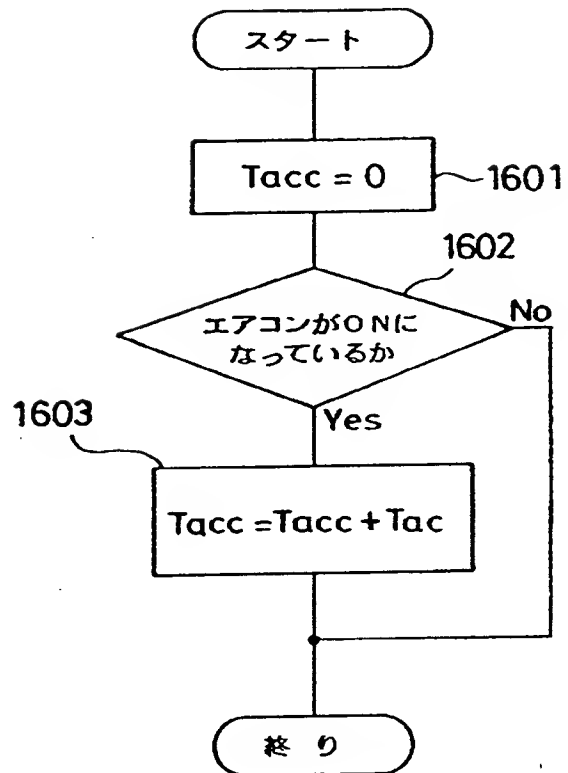 スタート
Tacc = 0
1601
1602
エアコンがONに
なっているか
No
Yes
1603
Tacc=Tacc+Tac
終り